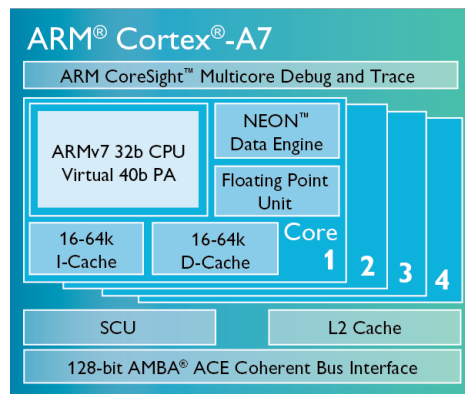 ARM® Cortex®-A7
ARM CoreSight™ Multicore Debug and Trace
ARMv7 32b CPU
Virtual 40b PA
NEON™
Data Engine
Floating Point
Unit
16-64k
I-Cache
16-64k
D-Cache
Core
1
2
3
4
SCU
L2 Cache
128-bit AMBA® ACE Coherent Bus Interface